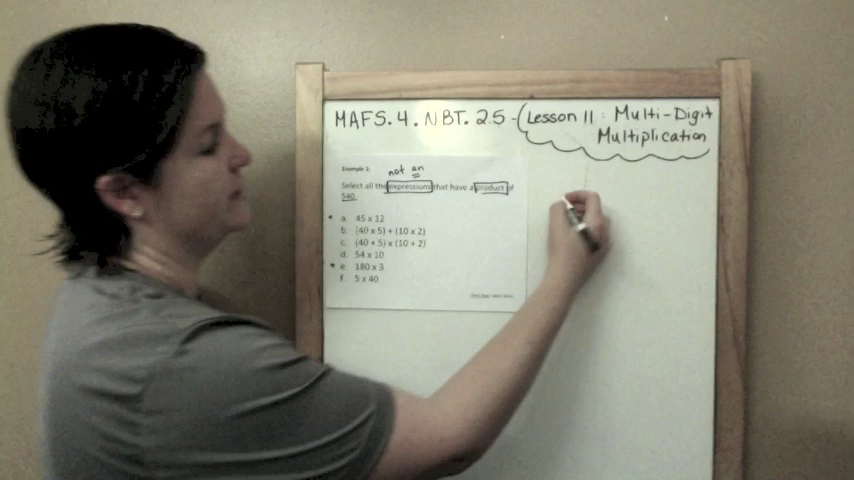 MAFS.4.NBT.2.5 - Lesson 11: Multi-Digit
Multiplication
Example 1:
not an =
Select all the expressions that have a product of
540.
• a. 45 x 12
b. (40 x 5) + (10 x 2)
c. (40 + 5) x (10 + 2)
d. 54 x 10
• e. 180 x 3
f. 5 x 40